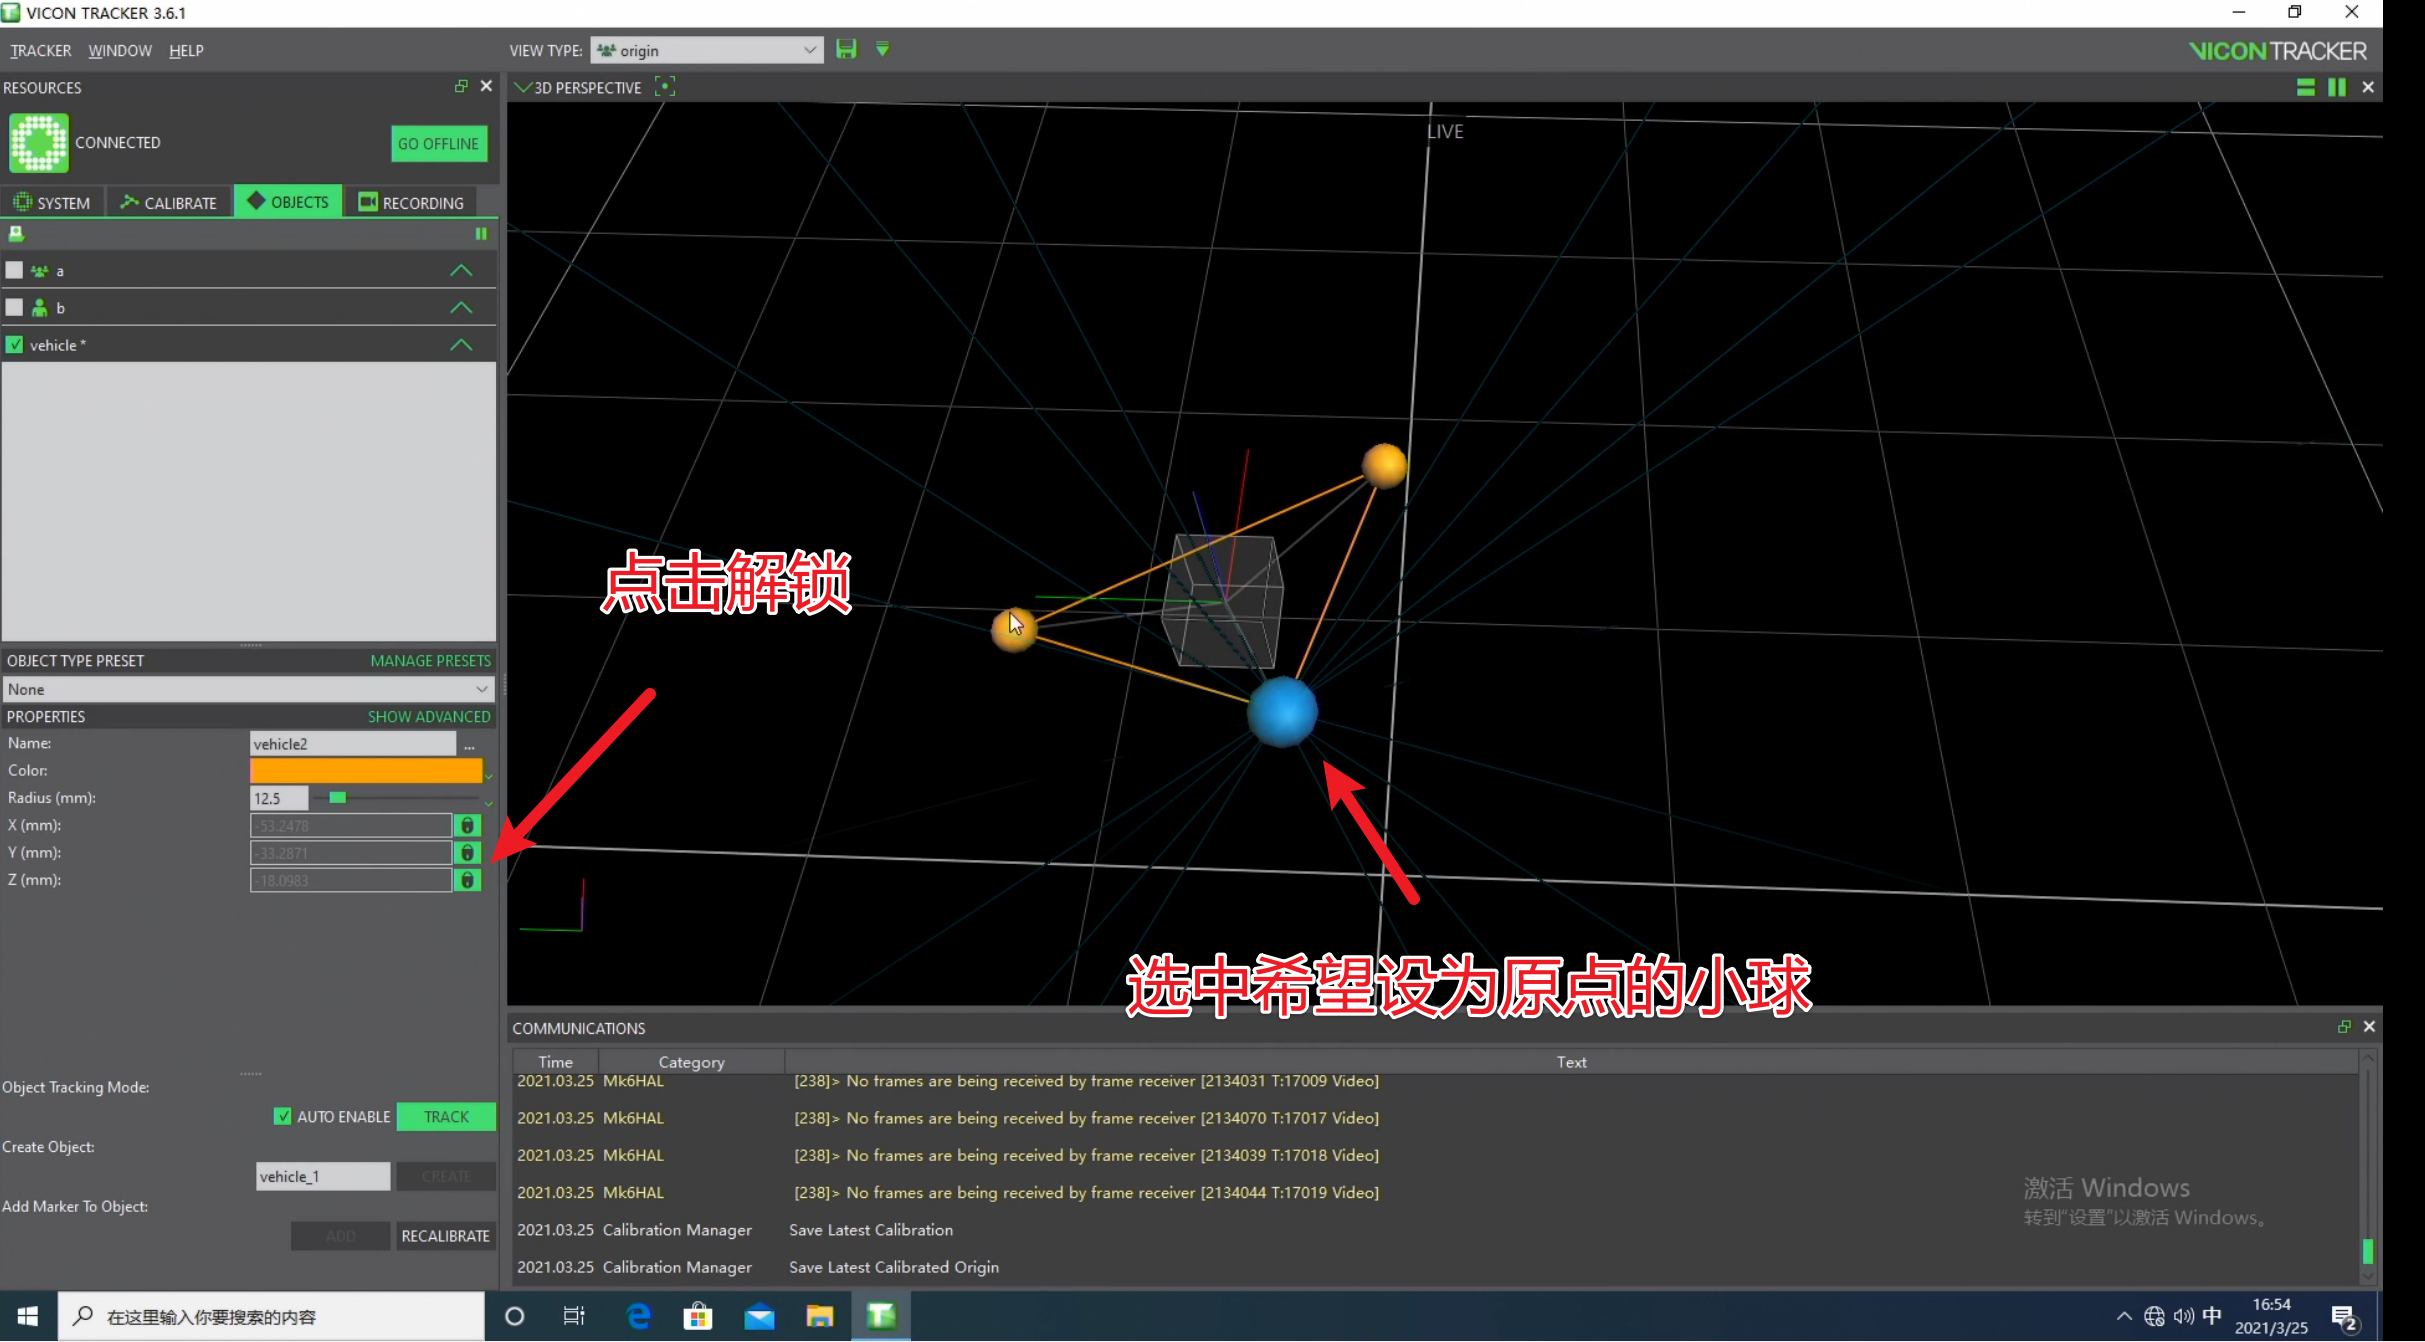 VICON TRACKER 3.6.1
TRACKER WINDOW HELP
VIEW TYPE: origin
VICON TRACKER
RESOURCES
3D PERSPECTIVE
CONNECTED
GO OFFLINE
LIVE
SYSTEM
CALIBRATE
OBJECTS
RECORDING
a
b
vehicle *
点击解锁
OBJECT TYPE PRESET
MANAGE PRESETS
None
PROPERTIES
SHOW ADVANCED
Name: vehicle2 ...
Color:
Radius (mm): 12.5
X (mm): -53.2478
Y (mm): -33.2871
Z (mm): -18.0983
选中希望设为原点的小球
Object Tracking Mode:
AUTO ENABLE TRACK
Create Object:
vehicle_1 CREATE
Add Marker To Object:
ADD RECALIBRATE
COMMUNICATIONS
Time Category Text
2021.03.25 Mk6HAL [238]> No frames are being received by frame receiver [2134031 T:17009 Video]
2021.03.25 Mk6HAL [238]> No frames are being received by frame receiver [2134070 T:17017 Video]
2021.03.25 Mk6HAL [238]> No frames are being received by frame receiver [2134039 T:17018 Video]
2021.03.25 Mk6HAL [238]> No frames are being received by frame receiver [2134044 T:17019 Video]
2021.03.25 Calibration Manager Save Latest Calibration
2021.03.25 Calibration Manager Save Latest Calibrated Origin
激活 Windows
转到"设置"以激活 Windows。
在这里输入你要搜索的内容
中
16:54
2021/3/25
2